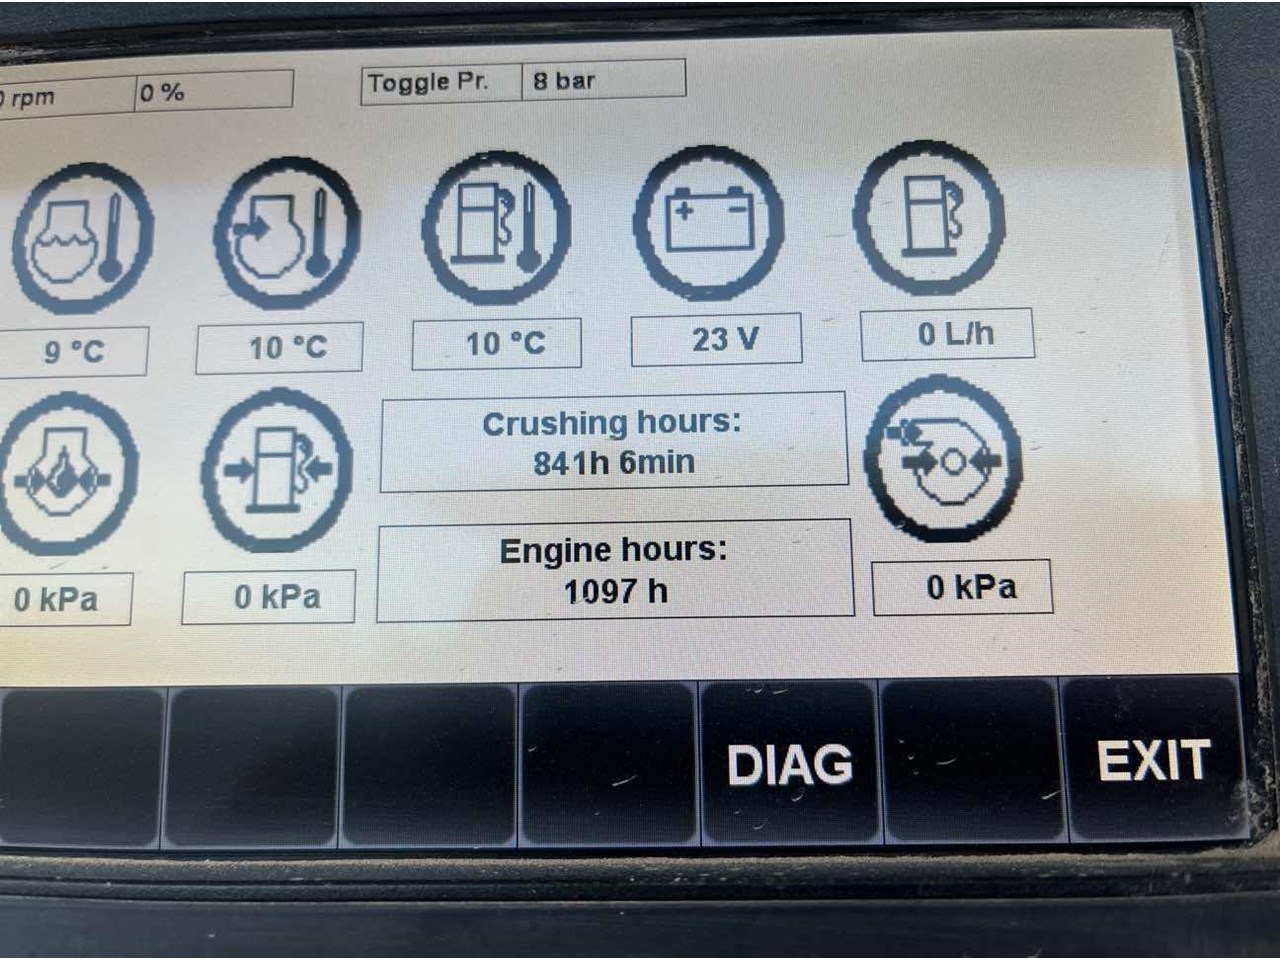 0 rpm 0 % Toggle Pr. 8 bar
9 °C 10 °C 10 °C 23 V 0 L/h
Crushing hours:
841h 6min
Engine hours:
1097 h
0 kPa 0 kPa 0 kPa
DIAG EXIT